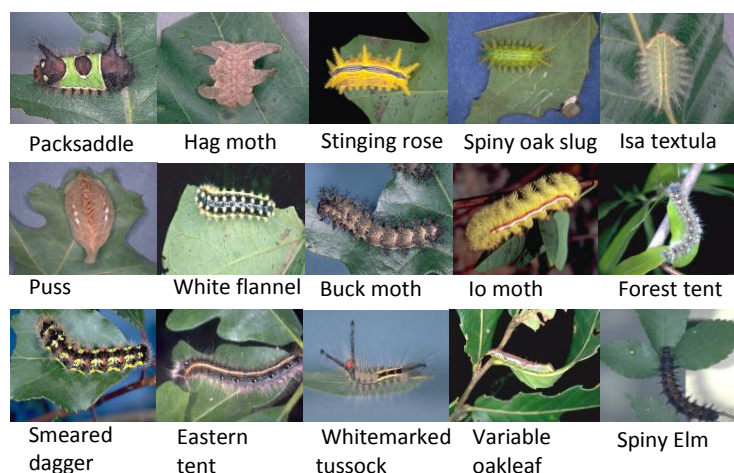 Packsaddle
Hag moth
Stinging rose
Spiny oak slug
Isa textula
Puss
White flannel
Buck moth
Io moth
Forest tent
Smeared
dagger
Eastern
tent
Whitemarked
tussock
Variable
oakleaf
Spiny Elm